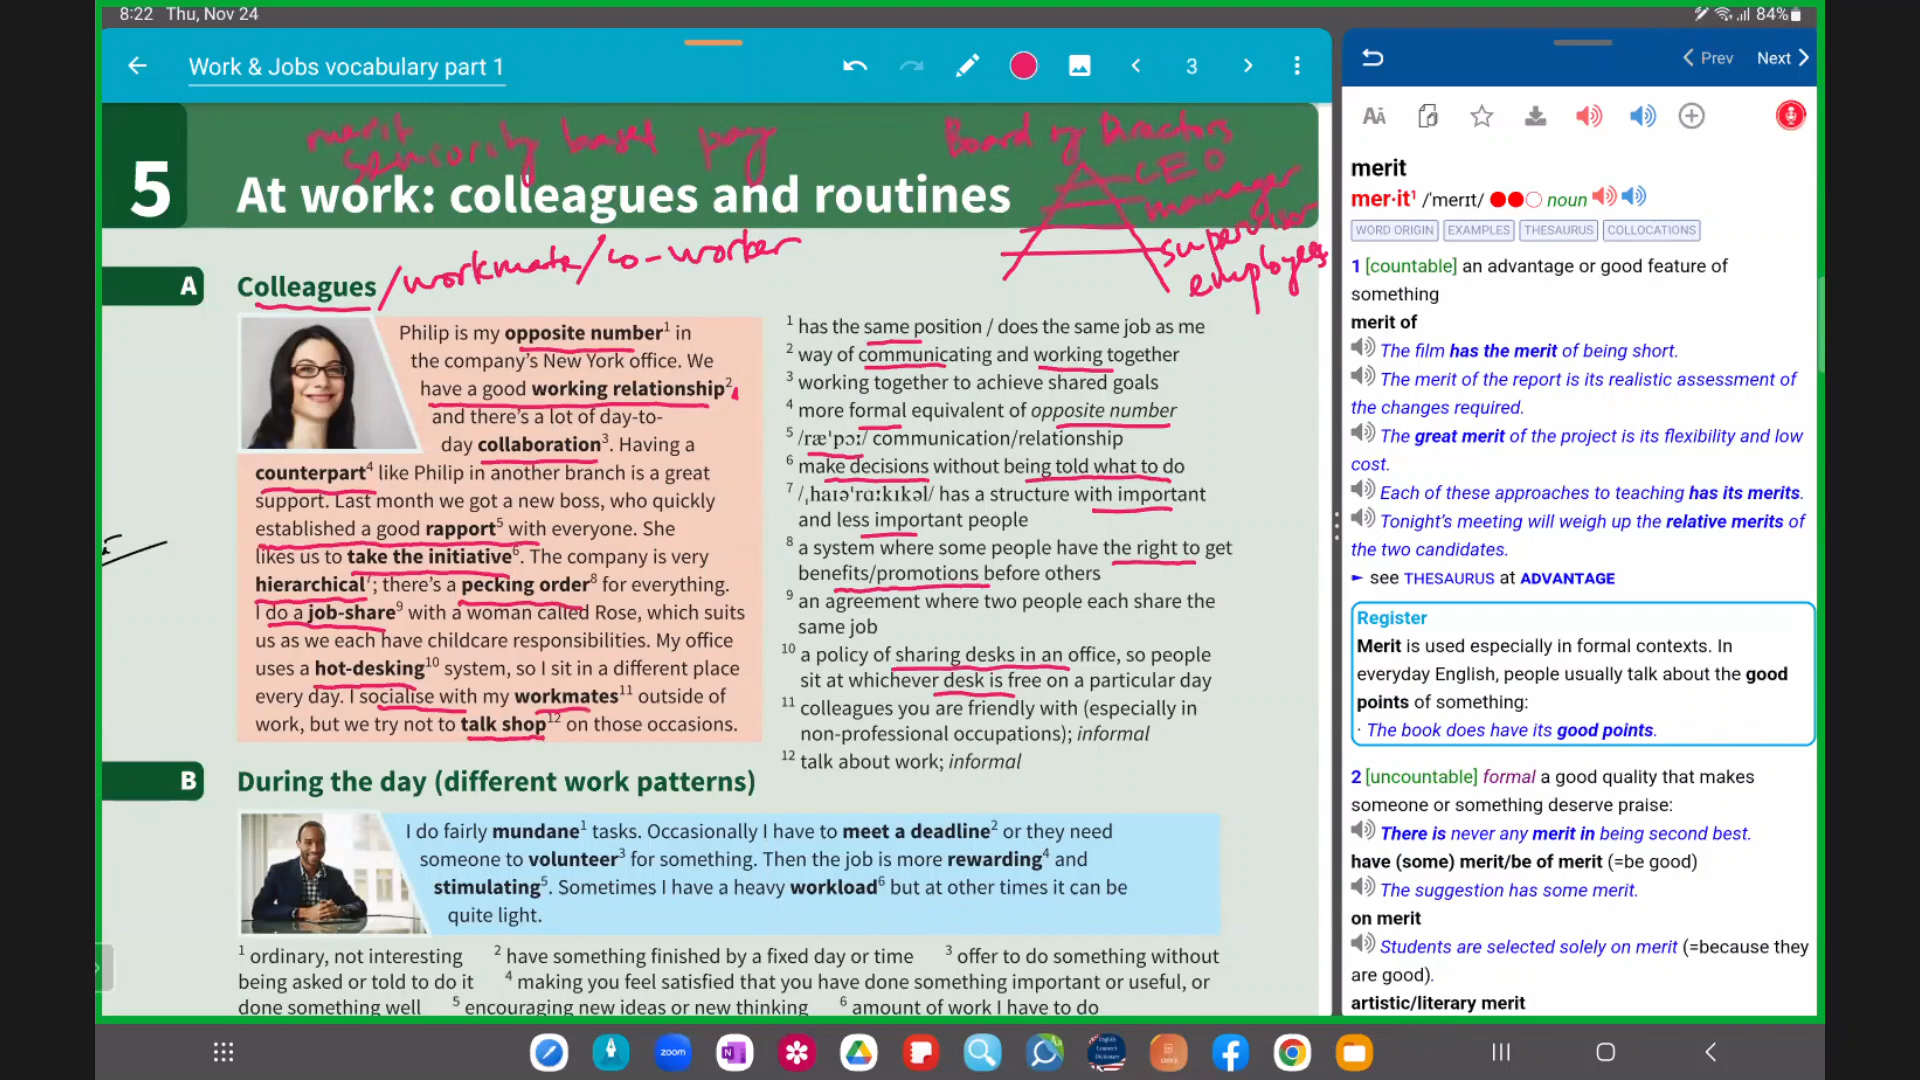 8:22 Thu, Nov 24
84%
Work & Jobs vocabulary part 1
3
merit
seniority base pay
Board of Directors
CEO
manager
supervisor
employees
5
At work: colleagues and routines
A
Colleagues /workmate/co-worker
Philip is my opposite number1 in
the company's New York office. We
have a good working relationship2,
and there's a lot of day-to-
day collaboration3. Having a
counterpart4 like Philip in another branch is a great
support. Last month we got a new boss, who quickly
established a good rapport5 with everyone. She
likes us to take the initiative6. The company is very
hierarchical7; there's a pecking order8 for everything.
I do a job-share9 with a woman called Rose, which suits
us as we each have childcare responsibilities. My office
uses a hot-desking10 system, so I sit in a different place
every day. I socialise with my workmates11 outside of
work, but we try not to talk shop12 on those occasions.
1 has the same position / does the same job as me
2 way of communicating and working together
3 working together to achieve shared goals
4 more formal equivalent of opposite number
5 /ræˈpɔː/ communication/relationship
6 make decisions without being told what to do
7 /ˌhaɪəˈrɑːkɪkəl/ has a structure with important
and less important people
8 a system where some people have the right to get
benefits/promotions before others
9 an agreement where two people each share the
same job
10 a policy of sharing desks in an office, so people
sit at whichever desk is free on a particular day
11 colleagues you are friendly with (especially in
non-professional occupations); informal
12 talk about work; informal
B
During the day (different work patterns)
I do fairly mundane1 tasks. Occasionally I have to meet a deadline2 or they need
someone to volunteer3 for something. Then the job is more rewarding4 and
stimulating5. Sometimes I have a heavy workload6 but at other times it can be
quite light.
1 ordinary, not interesting 2 have something finished by a fixed day or time 3 offer to do something without
being asked or told to do it 4 making you feel satisfied that you have done something important or useful, or
done something well 5 encouraging new ideas or new thinking 6 amount of work I have to do
Prev Next
merit
mer·it1 /ˈmerɪt/ noun
WORD ORIGIN EXAMPLES THESAURUS COLLOCATIONS
1 [countable] an advantage or good feature of
something
merit of
The film has the merit of being short.
The merit of the report is its realistic assessment of
the changes required.
The great merit of the project is its flexibility and low
cost.
Each of these approaches to teaching has its merits.
Tonight's meeting will weigh up the relative merits of
the two candidates.
► see THESAURUS at ADVANTAGE
Register
Merit is used especially in formal contexts. In
everyday English, people usually talk about the good
points of something:
· The book does have its good points.
2 [uncountable] formal a good quality that makes
someone or something deserve praise:
There is never any merit in being second best.
have (some) merit/be of merit (=be good)
The suggestion has some merit.
on merit
Students are selected solely on merit (=because they
are good).
artistic/literary merit
zoom